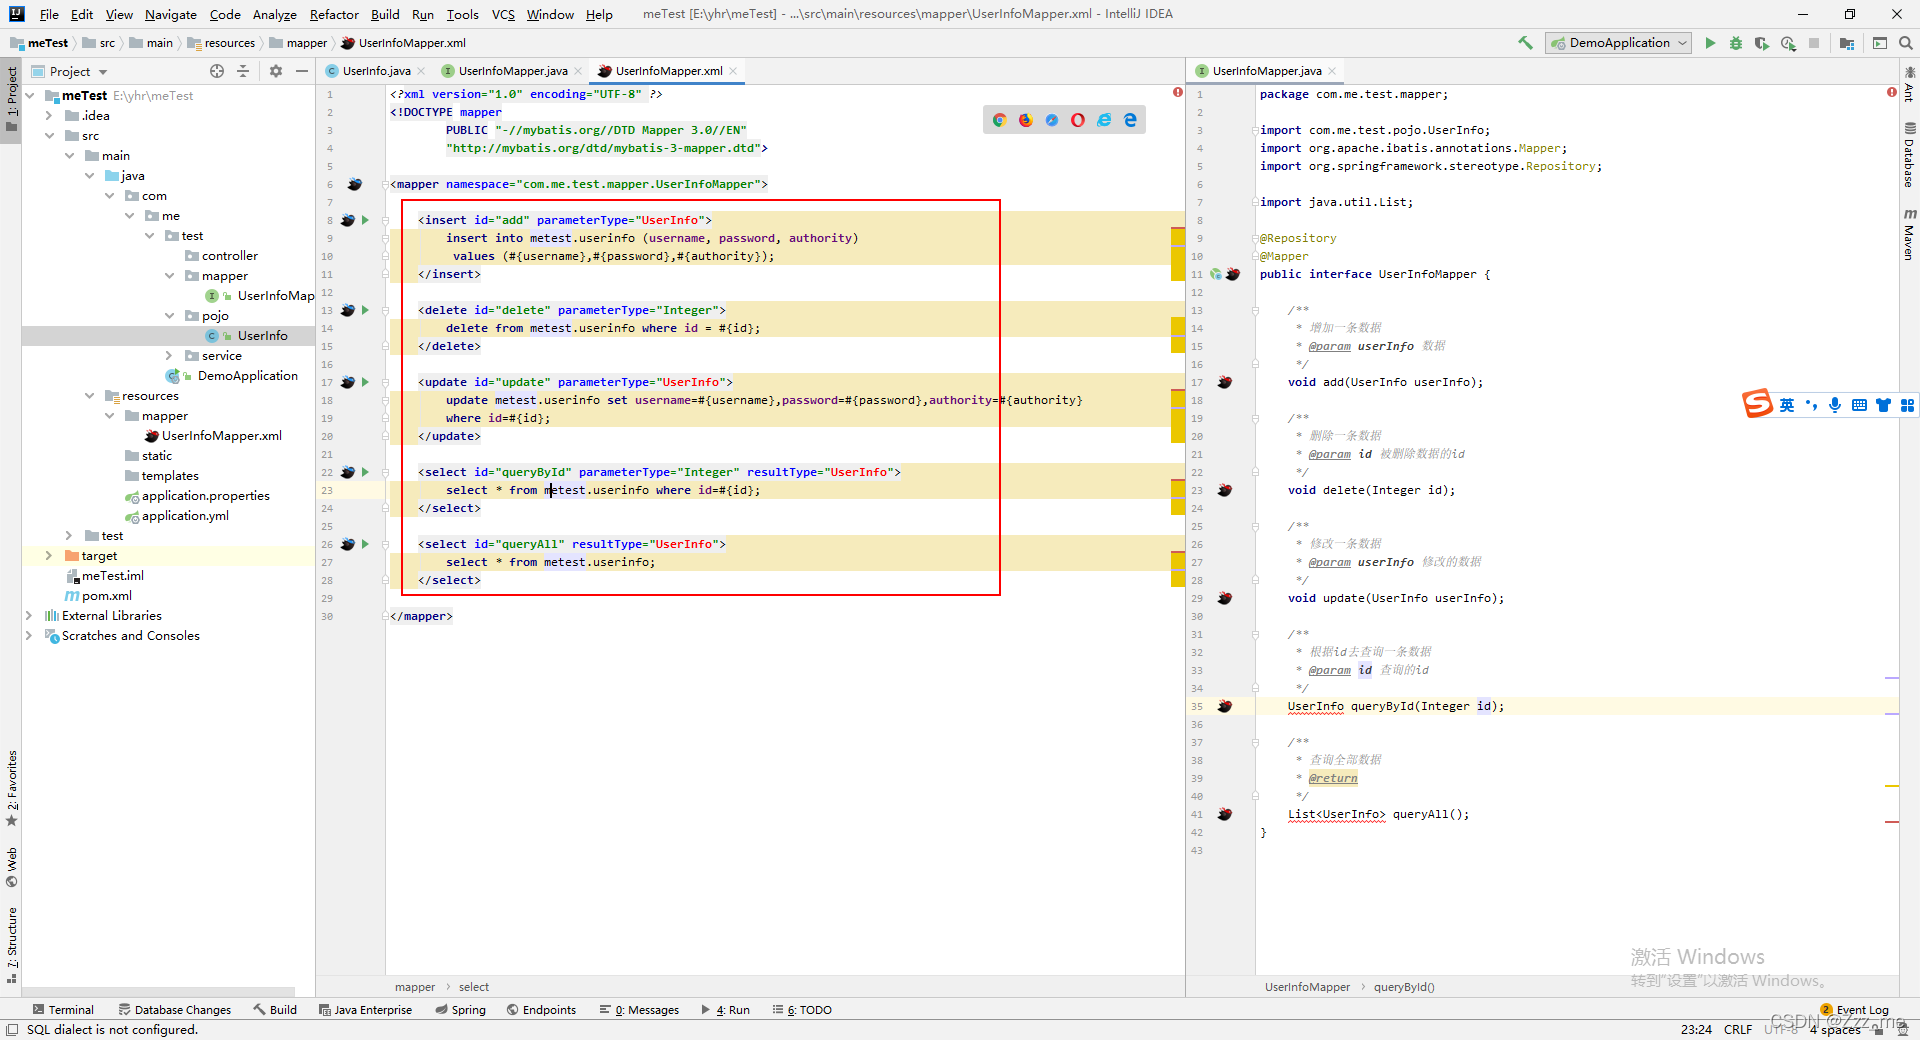 File Edit View Navigate Code Analyze Refactor Build Run Tools VCS Window Help meTest [E:\yhr\meTest] - ...\src\main\resources\mapper\UserInfoMapper.xml - IntelliJ IDEA
meTest src main resources mapper UserInfoMapper.xml DemoApplication
Project UserInfo.java UserInfoMapper.java UserInfoMapper.xml UserInfoMapper.java
1: Project
meTest E:\yhr\meTest
.idea
src
main
java
com
me
test
controller
mapper
UserInfoMap
pojo
UserInfo
service
DemoApplication
resources
mapper
UserInfoMapper.xml
static
templates
application.properties
application.yml
test
target
meTest.iml
pom.xml
External Libraries
Scratches and Consoles
2: Favorites
Web
7: Structure
1 <?xml version="1.0" encoding="UTF-8" ?>
2 <!DOCTYPE mapper
3 PUBLIC "-//mybatis.org//DTD Mapper 3.0//EN"
4 "http://mybatis.org/dtd/mybatis-3-mapper.dtd">
5
6 <mapper namespace="com.me.test.mapper.UserInfoMapper">
7
8 <insert id="add" parameterType="UserInfo">
9 insert into metest.userinfo (username, password, authority)
10 values (#{username},#{password},#{authority});
11 </insert>
12
13 <delete id="delete" parameterType="Integer">
14 delete from metest.userinfo where id = #{id};
15 </delete>
16
17 <update id="update" parameterType="UserInfo">
18 update metest.userinfo set username=#{username},password=#{password},authority=#{authority}
19 where id=#{id};
20 </update>
21
22 <select id="queryById" parameterType="Integer" resultType="UserInfo">
23 select * from metest.userinfo where id=#{id};
24 </select>
25
26 <select id="queryAll" resultType="UserInfo">
27 select * from metest.userinfo;
28 </select>
29
30 </mapper>
mapper select
1 package com.me.test.mapper;
2
3 import com.me.test.pojo.UserInfo;
4 import org.apache.ibatis.annotations.Mapper;
5 import org.springframework.stereotype.Repository;
6
7 import java.util.List;
8
9 @Repository
10 @Mapper
11 public interface UserInfoMapper {
12
13 /**
14 * 增加一条数据
15 * @param userInfo 数据
16 */
17 void add(UserInfo userInfo);
18
19 /**
20 * 删除一条数据
21 * @param id 被删除数据的id
22 */
23 void delete(Integer id);
24
25 /**
26 * 修改一条数据
27 * @param userInfo 修改的数据
28 */
29 void update(UserInfo userInfo);
30
31 /**
32 * 根据id去查询一条数据
33 * @param id 查询的id
34 */
35 UserInfo queryById(Integer id);
36
37 /**
38 * 查询全部数据
39 * @return
40 */
41 List<UserInfo> queryAll();
42 }
43
UserInfoMapper queryById()
Ant
Database
Maven
英
激活 Windows
转到"设置"以激活 Windows。
Terminal Database Changes Build Java Enterprise Spring Endpoints 0: Messages 4: Run 6: TODO 2 Event Log
SQL dialect is not configured. 23:24 CRLF UTF-8 4 spaces
CSDN @Zzz_me